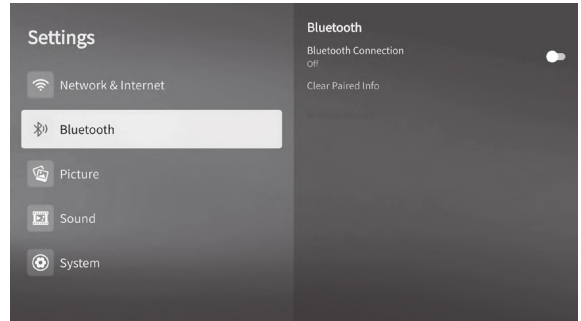 Settings
Network & Internet
Bluetooth
Picture
Sound
System
Bluetooth
Bluetooth Connection
Off
Clear Paired Info